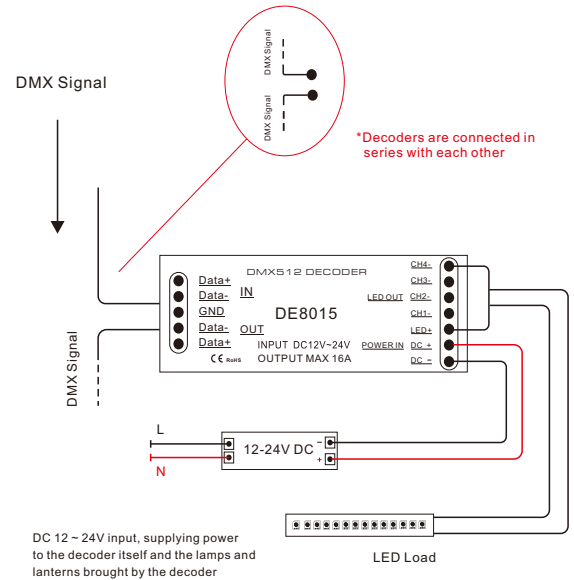 DMX Signal
DMX Signal
DMX Signal
*Decoders are connected in
series with each other
DMX512 DECODER
Data+
Data-
GND
Data-
Data+
IN
OUT
DE8015
INPUT DC12V~24V
OUTPUT MAX 16A
CE RoHS
LED OUT
POWER IN
CH4-
CH3-
CH2-
CH1-
LED+
DC +
DC -
DMX Signal
L
N
12-24V DC
-
+
LED Load
DC 12 ~ 24V input, supplying power
to the decoder itself and the lamps and
lanterns brought by the decoder